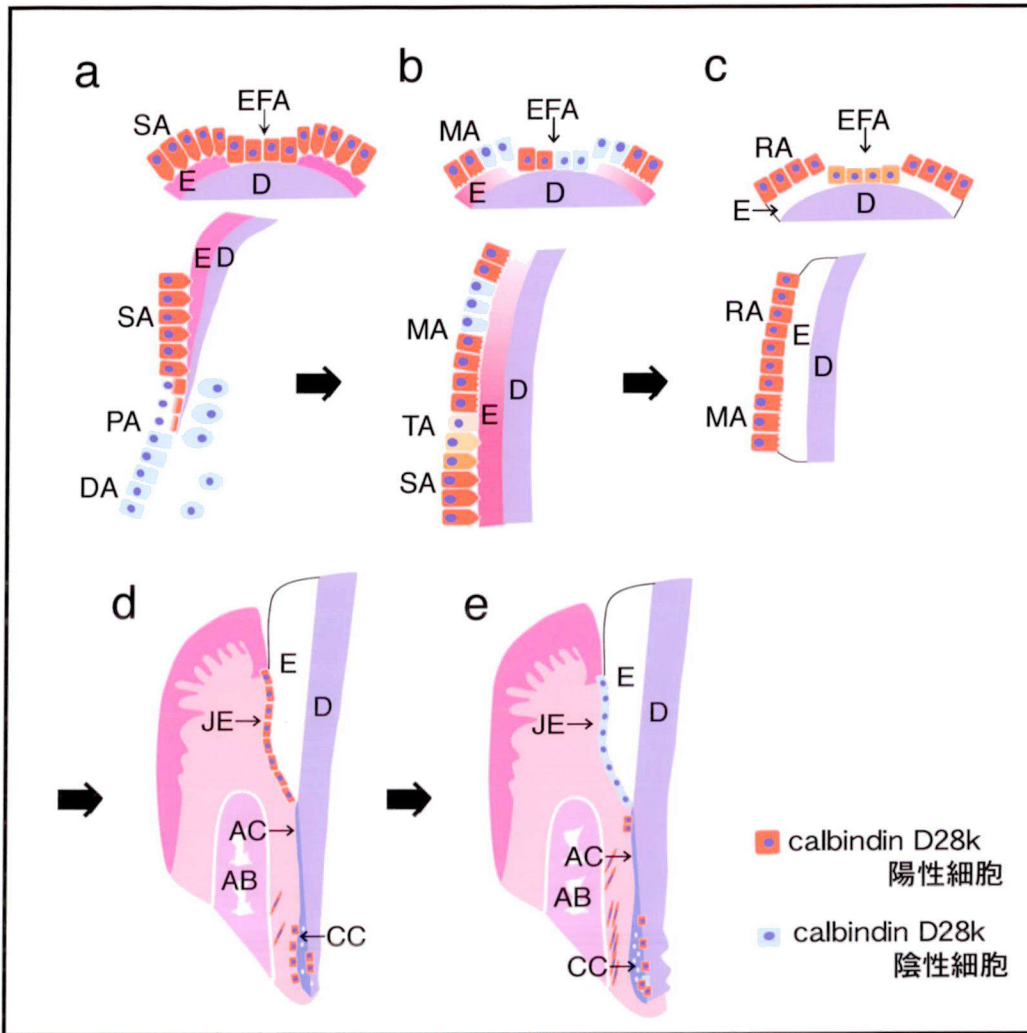 a
EFA
SA
E
D
E D
SA
PA
DA
b
EFA
MA
E
D
MA
D
TA
E
SA
c
EFA
RA
E
D
RA
E
D
MA
d
E
D
JE
AC
AB
CC
e
E
D
JE
AC
AB
CC
calbindin D28k
陽性細胞
calbindin D28k
陰性細胞